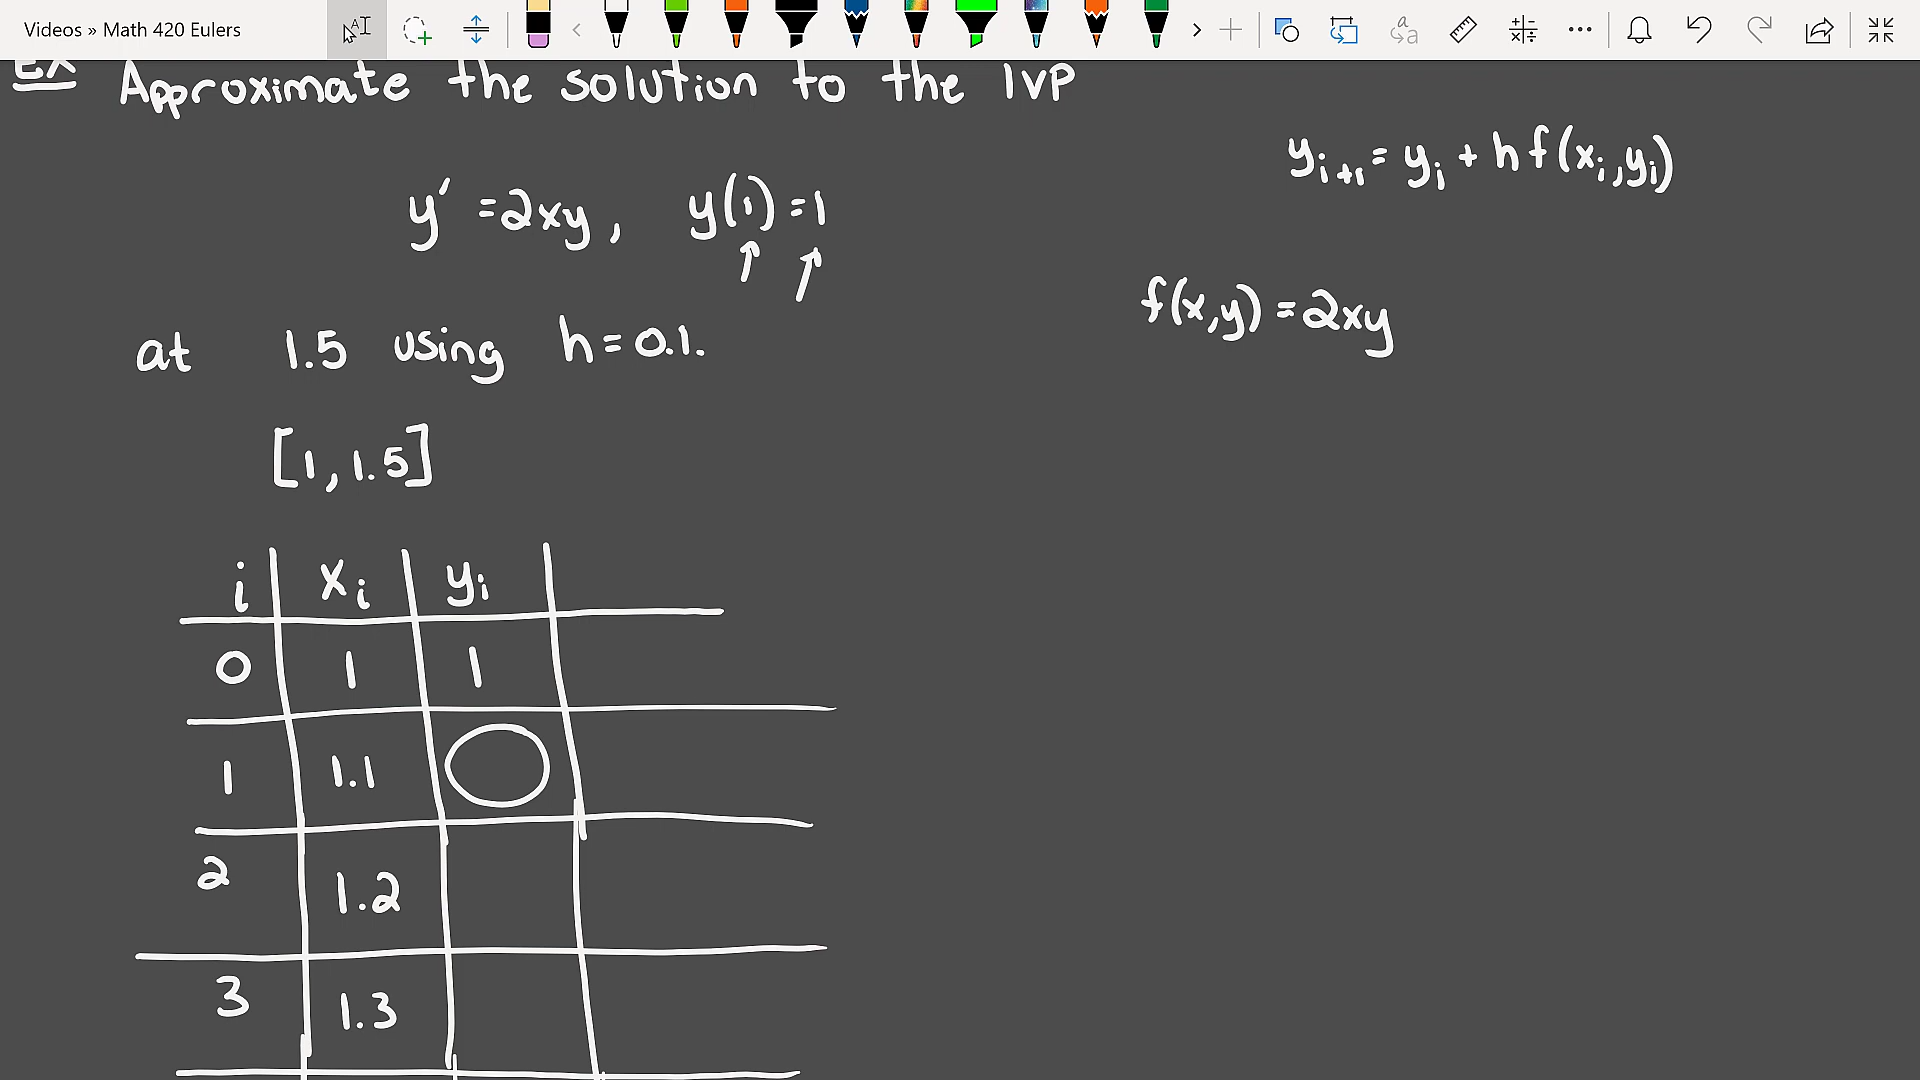 Videos » Math 420 Eulers
Ex Approximate the solution to the IVP
y_{i+1} = y_i + h f(x_i, y_i)
y' = 2xy, y(1) = 1
f(x,y) = 2xy
at 1.5 using h = 0.1.
[1, 1.5]
i x_i y_i
0 1 1
1 1.1
2 1.2
3 1.3